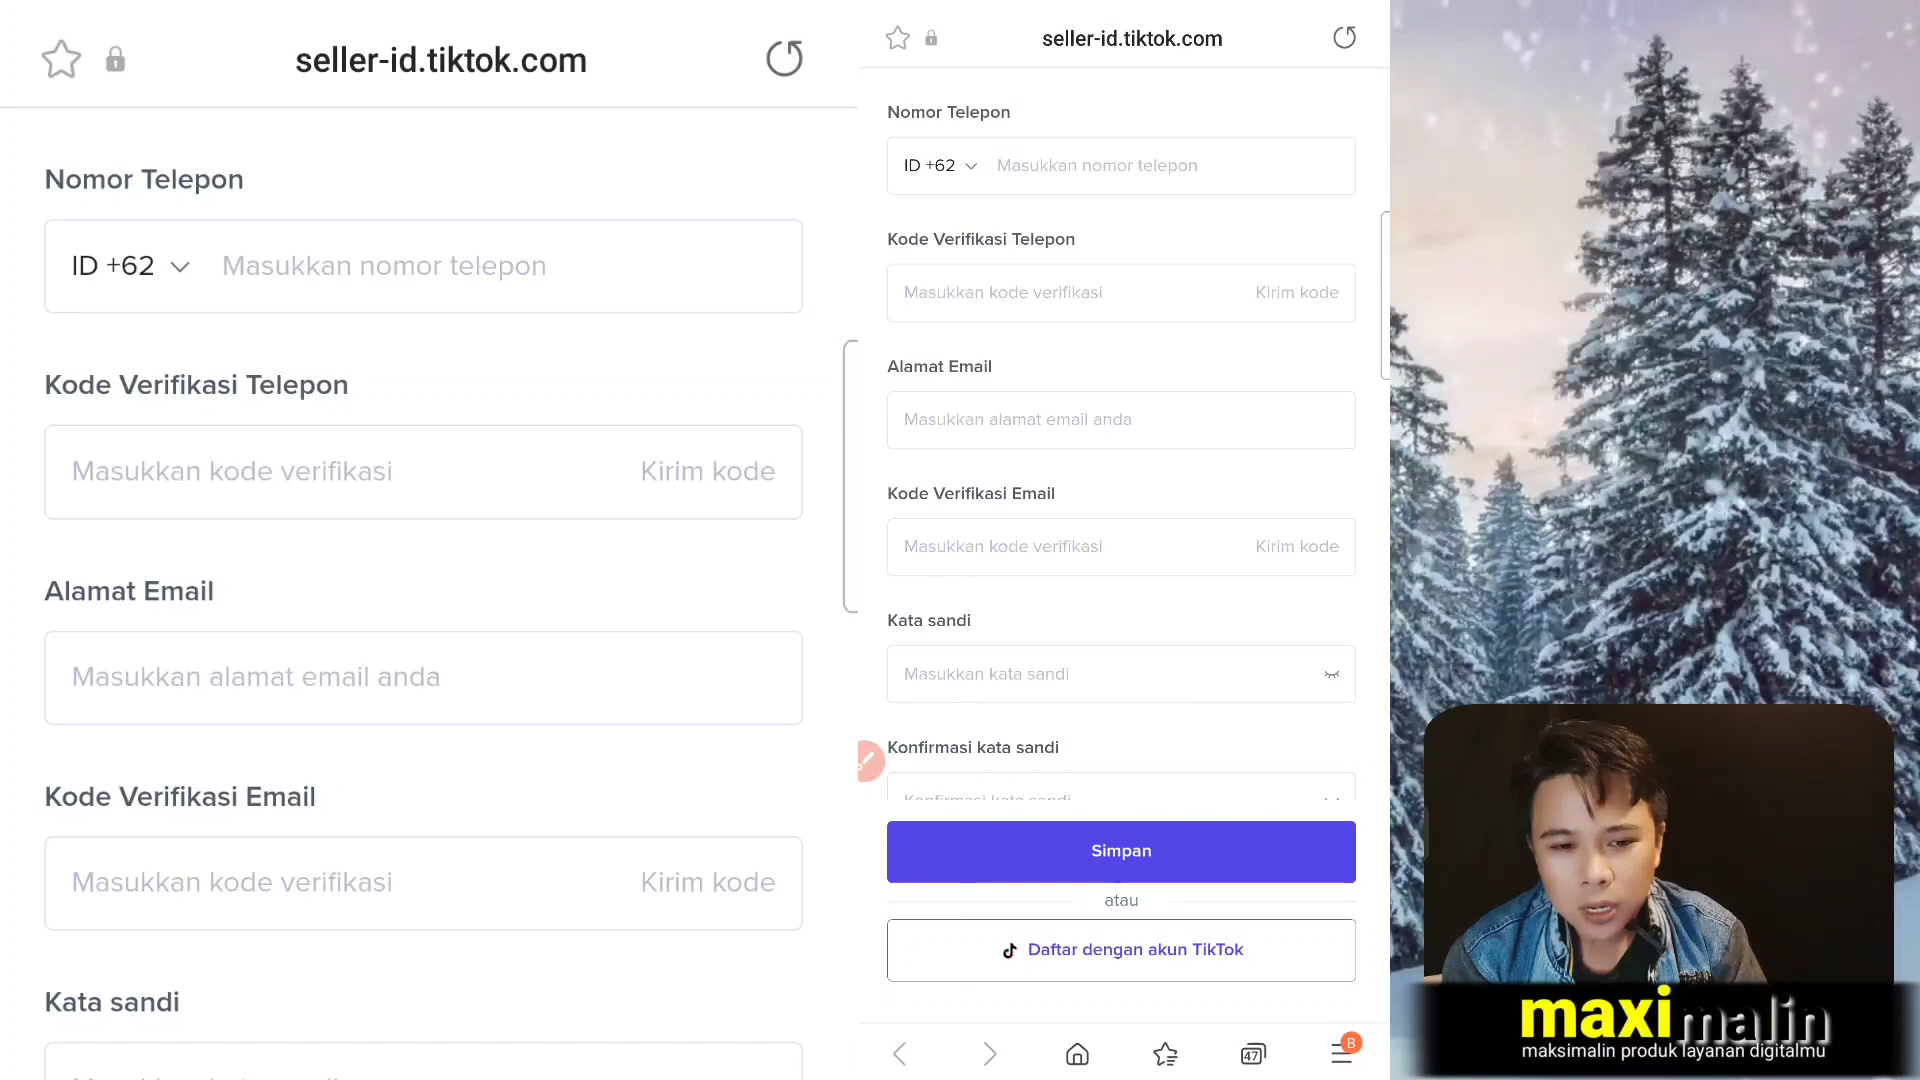 seller-id.tiktok.com
Nomor Telepon
ID +62 Masukkan nomor telepon
Kode Verifikasi Telepon
Masukkan kode verifikasi Kirim kode
Alamat Email
Masukkan alamat email anda
Kode Verifikasi Email
Masukkan kode verifikasi Kirim kode
Kata sandi
seller-id.tiktok.com
Nomor Telepon
ID +62 Masukkan nomor telepon
Kode Verifikasi Telepon
Masukkan kode verifikasi Kirim kode
Alamat Email
Masukkan alamat email anda
Kode Verifikasi Email
Masukkan kode verifikasi Kirim kode
Kata sandi
Masukkan kata sandi
Konfirmasi kata sandi
Konfirmasi kata sandi
Simpan
atau
Daftar dengan akun TikTok
47
B
maximalin
maksimalin produk layanan digitalmu